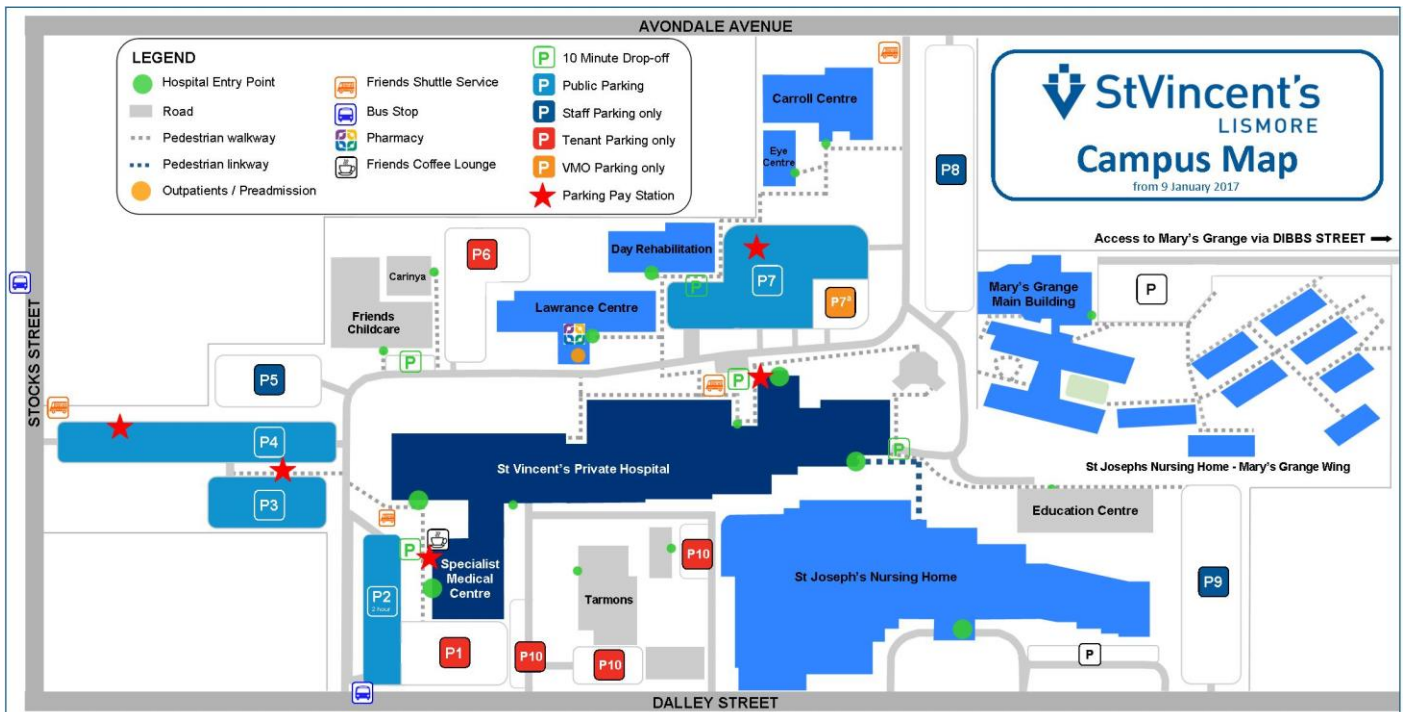 AVONDALE AVENUE
LEGEND
Hospital Entry Point
Road
Pedestrian walkway
Pedestrian linkway
Outpatients / Preadmission
Friends Shuttle Service
Bus Stop
Pharmacy
Friends Coffee Lounge
P 10 Minute Drop-off
P Public Parking
P Staff Parking only
P Tenant Parking only
P VMO Parking only
Parking Pay Station
StVincent's
LISMORE
Campus Map
from 9 January 2017
Carroll Centre
Eye
Centre
P8
Access to Mary's Grange via DIBBS STREET
STOCKS STREET
Day Rehabilitation
P6
P7
P
Carinya
P7ª
Mary's Grange
Main Building
P
Lawrance Centre
Friends
Childcare
P
P5
P
P4
P
St Vincent's Private Hospital
St Josephs Nursing Home - Mary's Grange Wing
P3
Education Centre
P
Specialist
Medical
Centre
P10
St Joseph's Nursing Home
P9
P2
2 hour
Tarmons
P1
P10
P10
P
DALLEY STREET